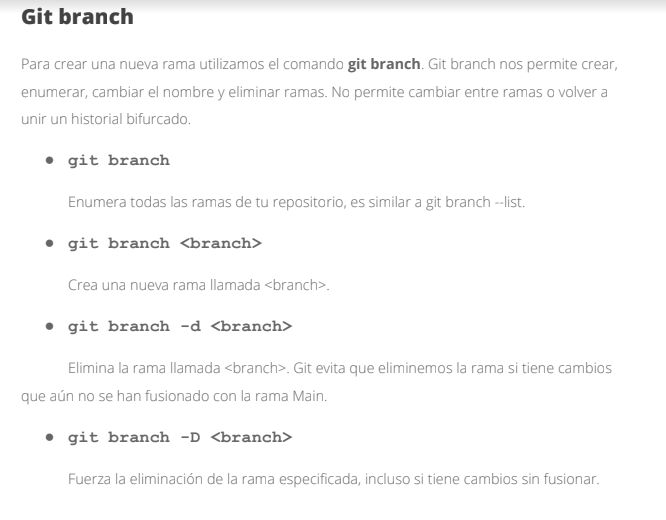 Git branch
Para crear una nueva rama utilizamos el comando git branch. Git branch nos permite crear,
enumerar, cambiar el nombre y eliminar ramas. No permite cambiar entre ramas o volver a
unir un historial bifurcado.
● git branch
Enumera todas las ramas de tu repositorio, es similar a git branch --list.
● git branch <branch>
Crea una nueva rama llamada <branch>.
● git branch -d <branch>
Elimina la rama llamada <branch>. Git evita que eliminemos la rama si tiene cambios
que aún no se han fusionado con la rama Main.
● git branch -D <branch>
Fuerza la eliminación de la rama especificada, incluso si tiene cambios sin fusionar.